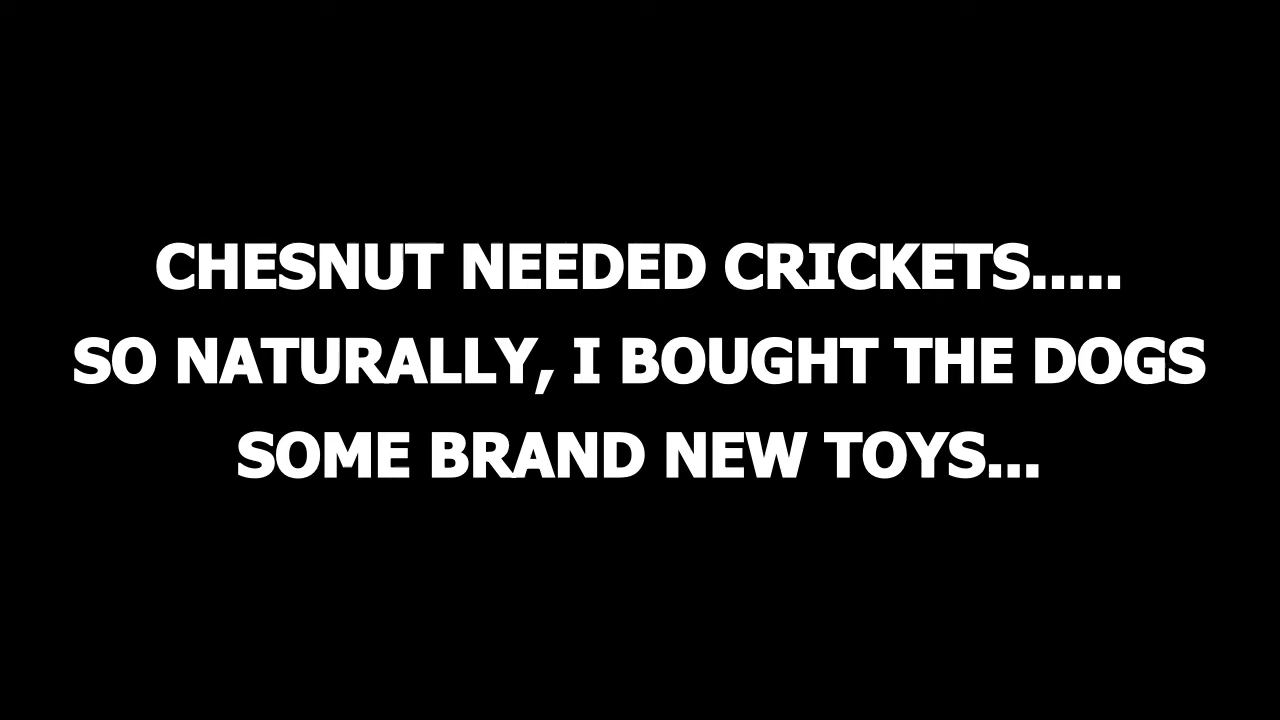 CHESNUT NEEDED CRICKETS.....
SO NATURALLY, I BOUGHT THE DOGS
SOME BRAND NEW TOYS...